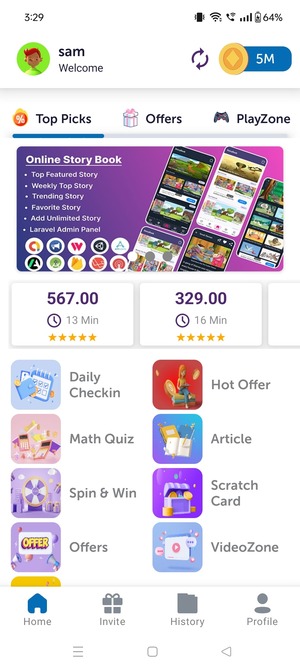 3:29
64%
sam
Welcome
5M
Top Picks
Offers
PlayZone
Online Story Book
• Top Featured Story
• Weekly Top Story
• Trending Story
• Favorite Story
• Add Unlimited Story
• Laravel Admin Panel
567.00
13 Min
329.00
16 Min
Daily
Checkin
Hot Offer
Math Quiz
Article
Spin & Win
Scratch
Card
OFFER
Offers
VideoZone
Home
Invite
History
Profile